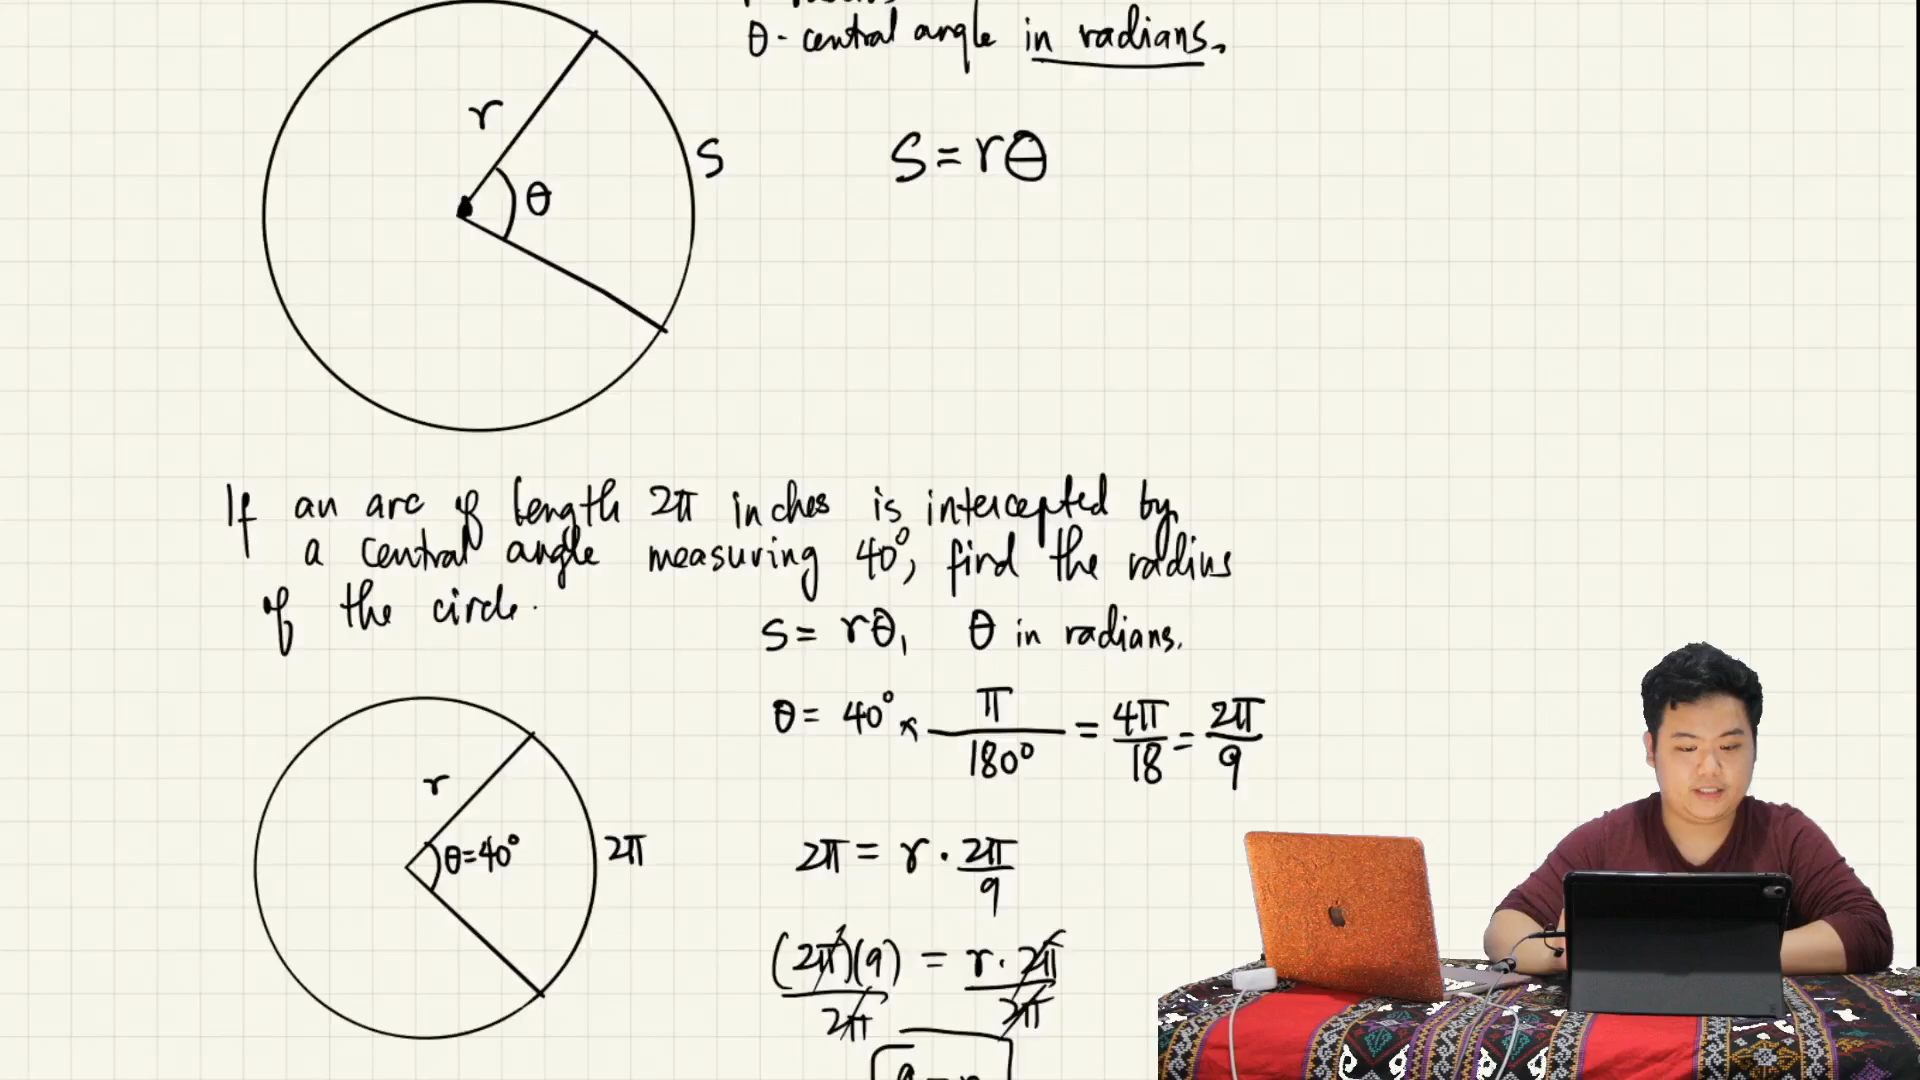 θ - central angle in radians.
r
S
θ
S = rθ
If an arc of length 2π inches is intercepted by
a central angle measuring 40°, find the radius
of the circle.
S = rθ, θ in radians.
θ = 40° × π/180° = 4π/18 = 2π/9
r
θ=40°
2π
2π = r · 2π/9
(2π)(9)/2π = r · 2π/2π
9 = r